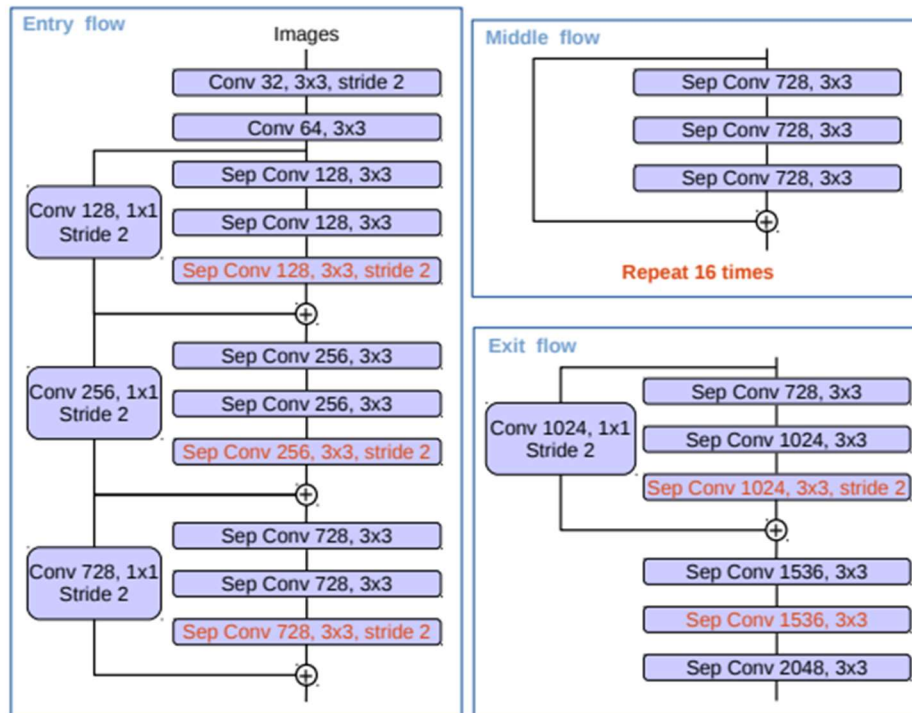 Entry flow
Images
Conv 32, 3x3, stride 2
Conv 64, 3x3
Sep Conv 128, 3x3
Conv 128, 1x1
Stride 2
Sep Conv 128, 3x3
Sep Conv 128, 3x3, stride 2
Sep Conv 256, 3x3
Conv 256, 1x1
Stride 2
Sep Conv 256, 3x3
Sep Conv 256, 3x3, stride 2
Sep Conv 728, 3x3
Conv 728, 1x1
Stride 2
Sep Conv 728, 3x3
Sep Conv 728, 3x3, stride 2
Middle flow
Sep Conv 728, 3x3
Sep Conv 728, 3x3
Sep Conv 728, 3x3
Repeat 16 times
Exit flow
Sep Conv 728, 3x3
Conv 1024, 1x1
Stride 2
Sep Conv 1024, 3x3
Sep Conv 1024, 3x3, stride 2
Sep Conv 1536, 3x3
Sep Conv 1536, 3x3
Sep Conv 2048, 3x3